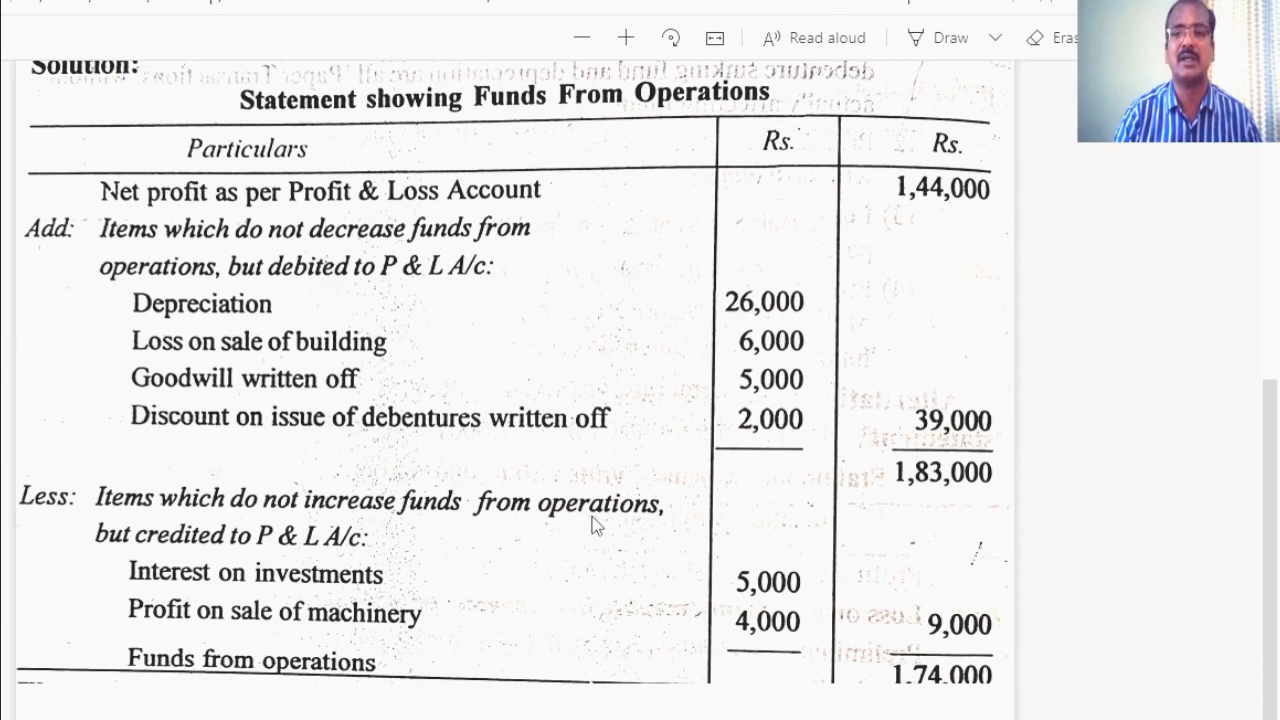 Read aloud
Draw
Eras
Solution:
Statement showing Funds From Operations
Particulars Rs. Rs.
Net profit as per Profit & Loss Account 1,44,000
Add: Items which do not decrease funds from
operations, but debited to P & L A/c:
Depreciation 26,000
Loss on sale of building 6,000
Goodwill written off 5,000
Discount on issue of debentures written off 2,000 39,000
1,83,000
Less: Items which do not increase funds from operations,
but credited to P & L A/c:
Interest on investments 5,000
Profit on sale of machinery 4,000 9,000
Funds from operations 1,74,000